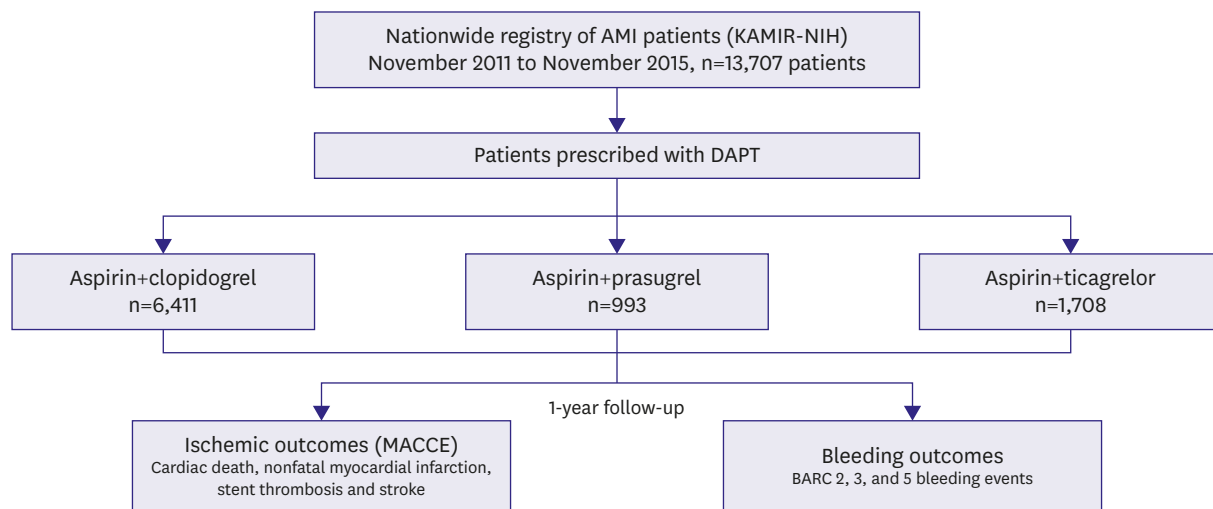 Nationwide registry of AMI patients (KAMIR-NIH)
November 2011 to November 2015, n=13,707 patients
Patients prescribed with DAPT
Aspirin+clopidogrel
n=6,411
Aspirin+prasugrel
n=993
Aspirin+ticagrelor
n=1,708
1-year follow-up
Ischemic outcomes (MACCE)
Cardiac death, nonfatal myocardial infarction,
stent thrombosis and stroke
Bleeding outcomes
BARC 2, 3, and 5 bleeding events